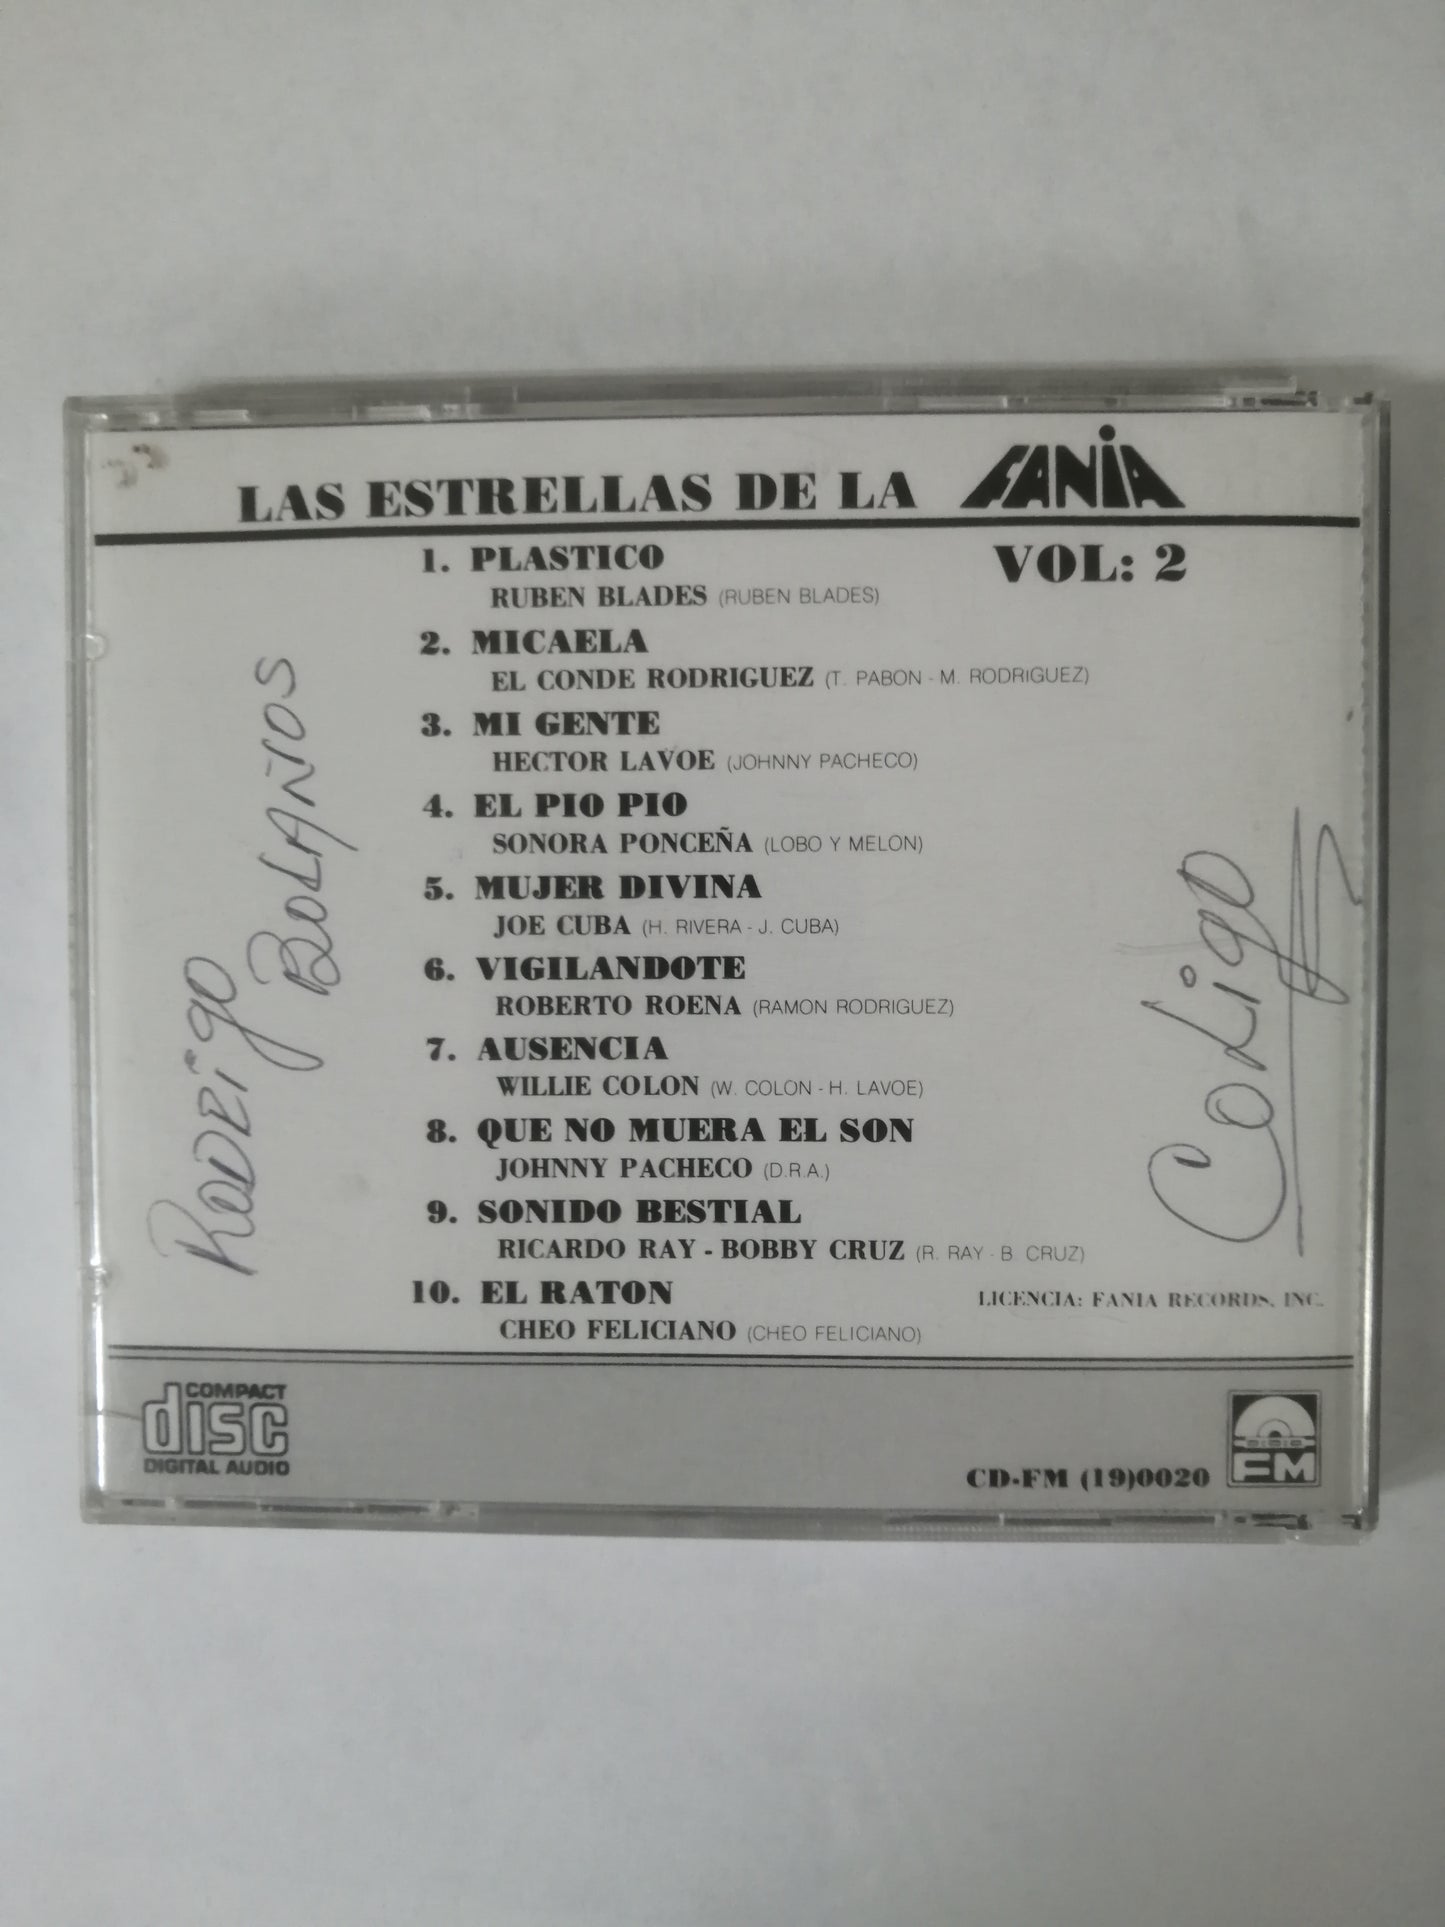 LAS ESTRELLAS DE LA FANIA
VOL: 2
1. PLASTICO
RUBEN BLADES (RUBEN BLADES)
2. MICAELA
EL CONDE RODRIGUEZ (T. PABON - M. RODRIGUEZ)
3. MI GENTE
HECTOR LAVOE (JOHNNY PACHECO)
4. EL PIO PIO
SONORA PONCEÑA (LOBO Y MELON)
5. MUJER DIVINA
JOE CUBA (H. RIVERA - J. CUBA)
6. VIGILANDOTE
ROBERTO ROENA (RAMON RODRIGUEZ)
7. AUSENCIA
WILLIE COLON (W. COLON - H. LAVOE)
8. QUE NO MUERA EL SON
JOHNNY PACHECO (D.R.A.)
9. SONIDO BESTIAL
RICARDO RAY - BOBBY CRUZ (R. RAY - B. CRUZ)
10. EL RATON
CHEO FELICIANO (CHEO FELICIANO)
LICENCIA: FANIA RECORDS, INC.
RODRIGO
BOLAÑOS
COLIGO
COMPACT
disc
DIGITAL AUDIO
CD-FM (19)0020
FM